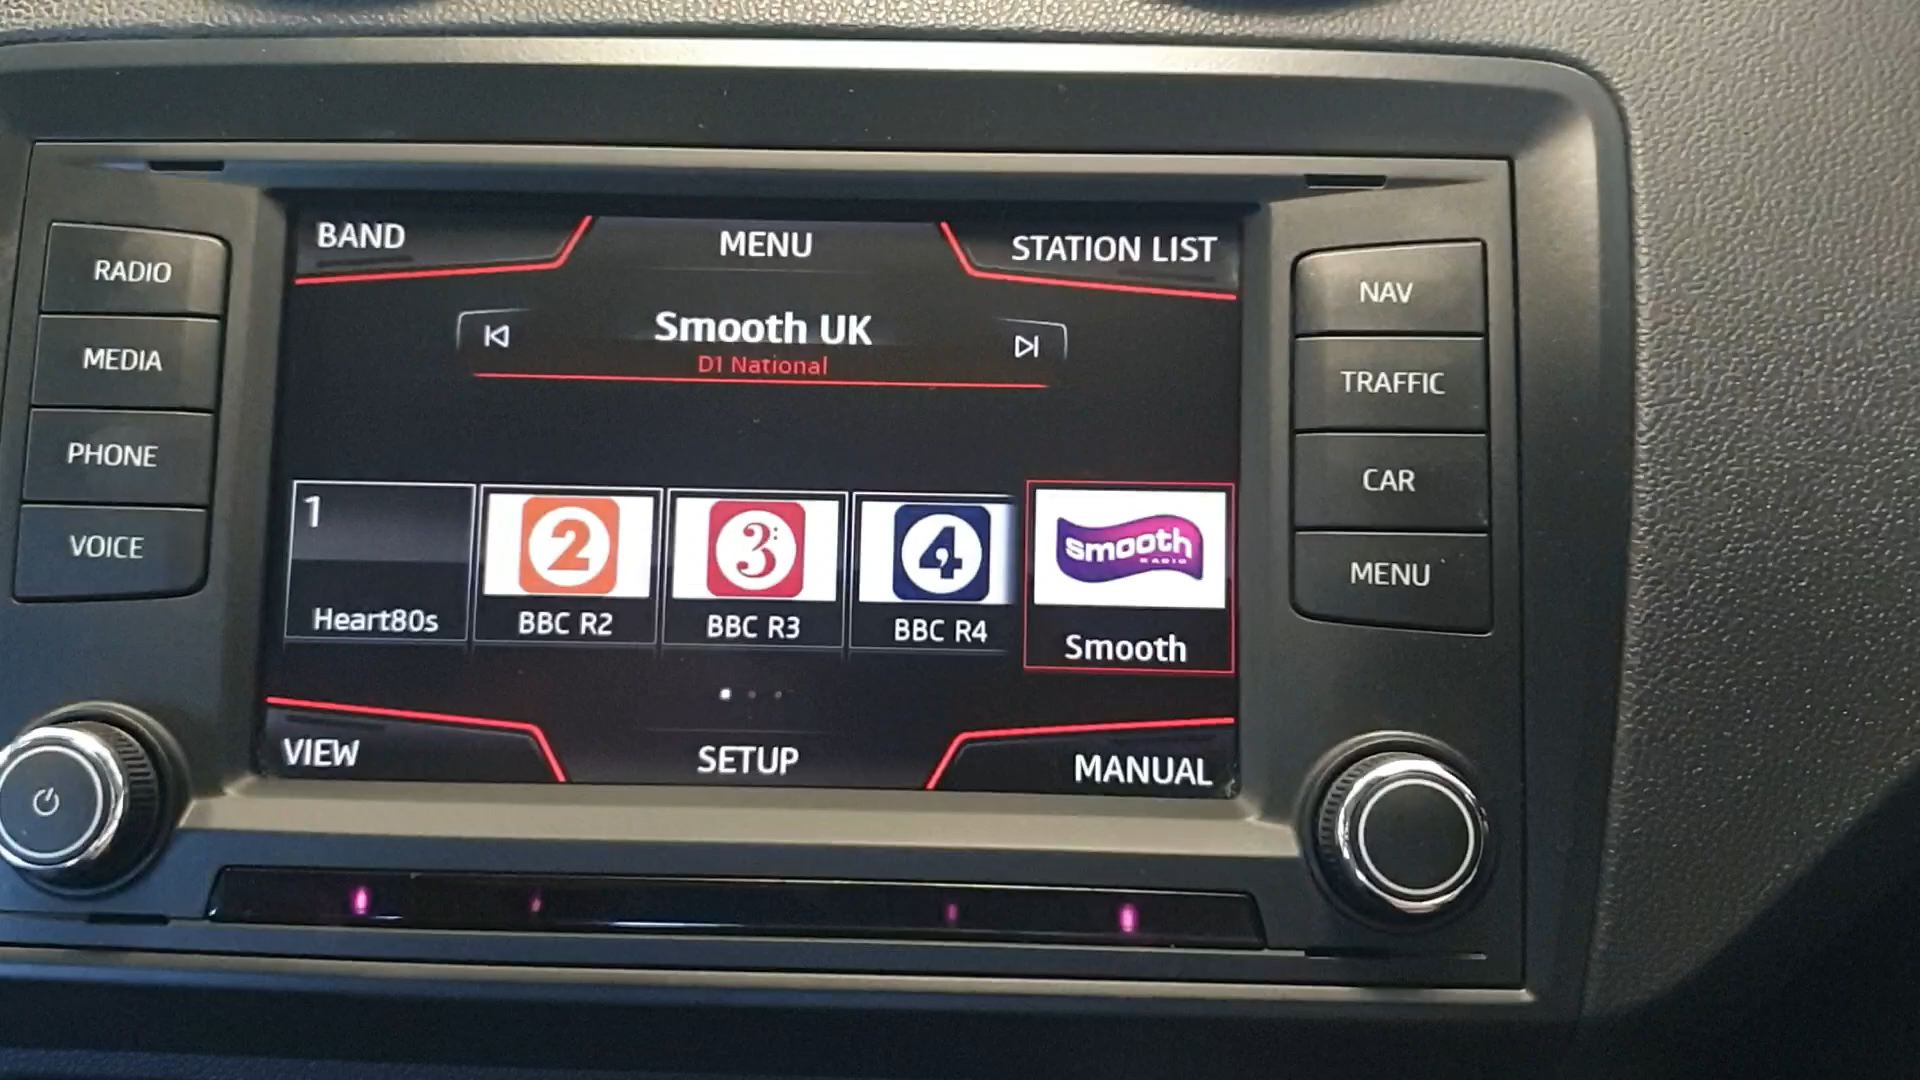 BAND
MENU
STATION LIST
Smooth UK
D1 National
RADIO
MEDIA
PHONE
VOICE
NAV
TRAFFIC
CAR
MENU
1
Heart80s
2
BBC R2
3
BBC R3
4
BBC R4
smooth
RADIO
Smooth
VIEW
SETUP
MANUAL